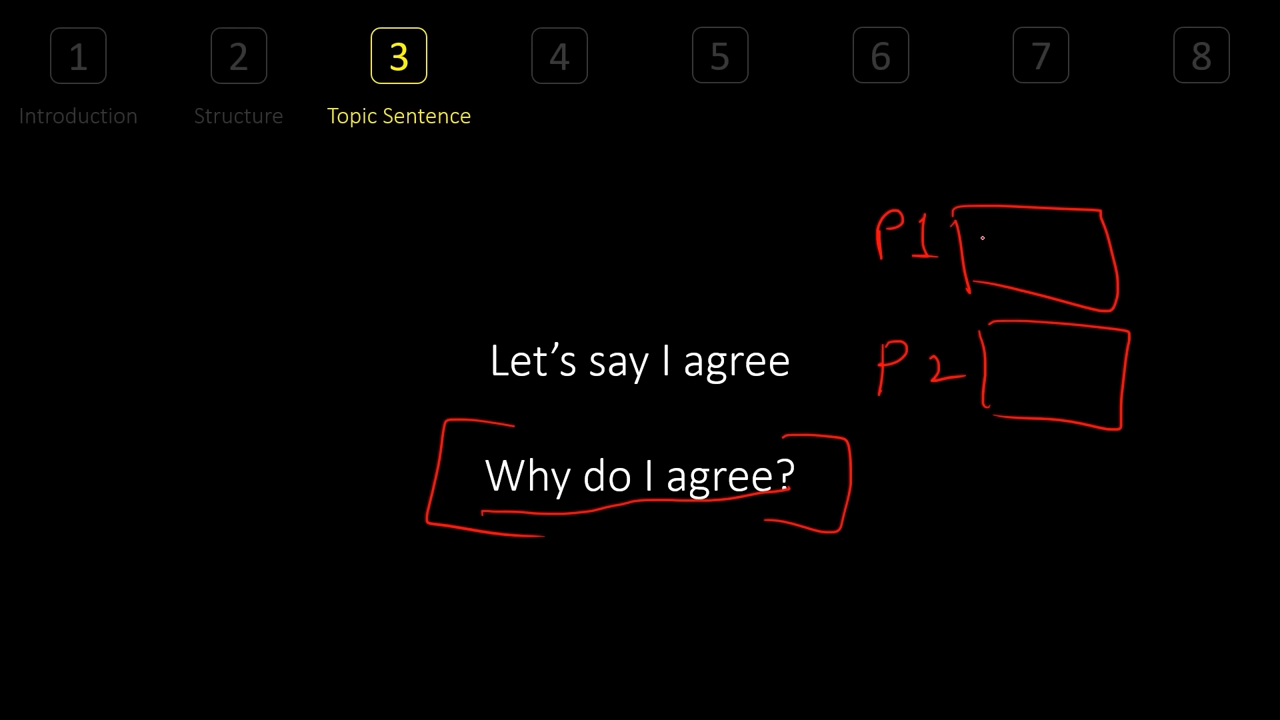 1 2 3 4 5 6 7 8
Introduction Structure Topic Sentence
P1
Let’s say I agree
P2
Why do I agree?